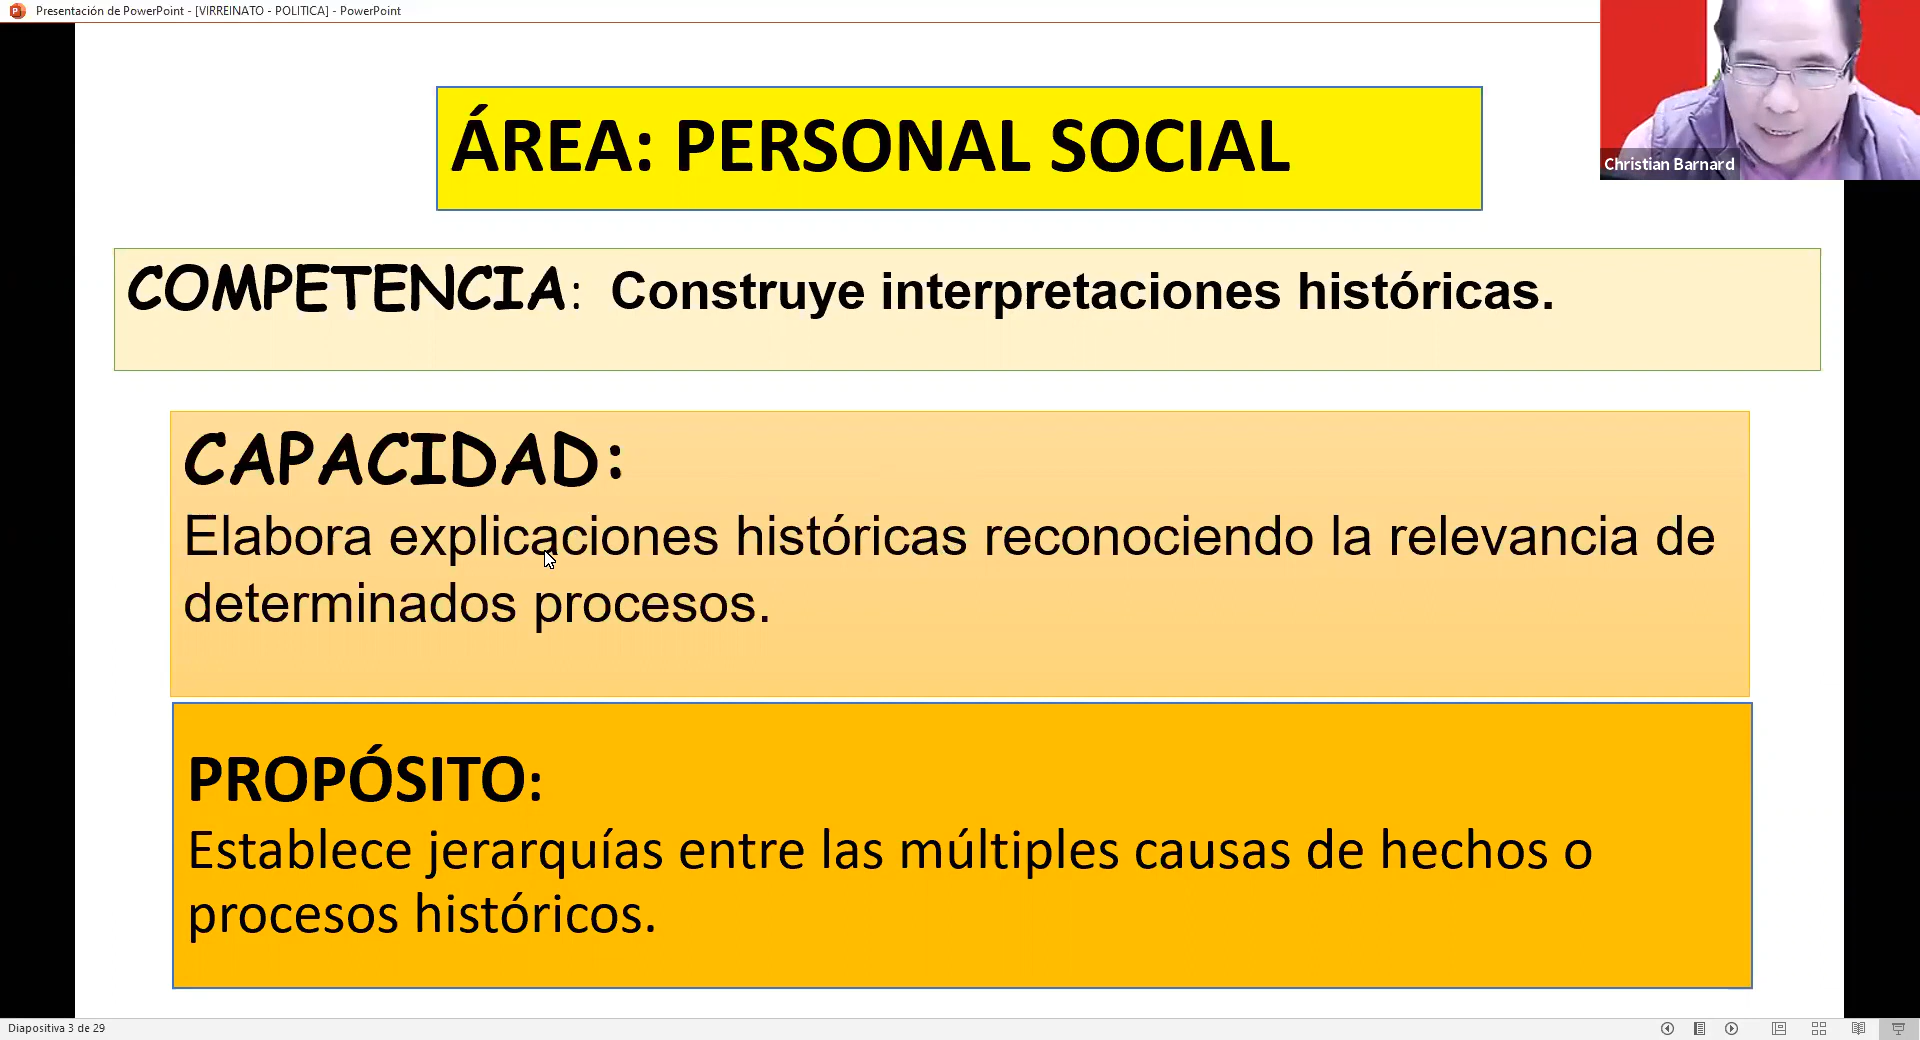 Presentación de PowerPoint - [VIRREINATO - POLITICA] - PowerPoint
ÁREA: PERSONAL SOCIAL
Christian Barnard
COMPETENCIA: Construye interpretaciones históricas.
CAPACIDAD:
Elabora explicaciones históricas reconociendo la relevancia de
determinados procesos.
PROPÓSITO:
Establece jerarquías entre las múltiples causas de hechos o
procesos históricos.
Diapositiva 3 de 29